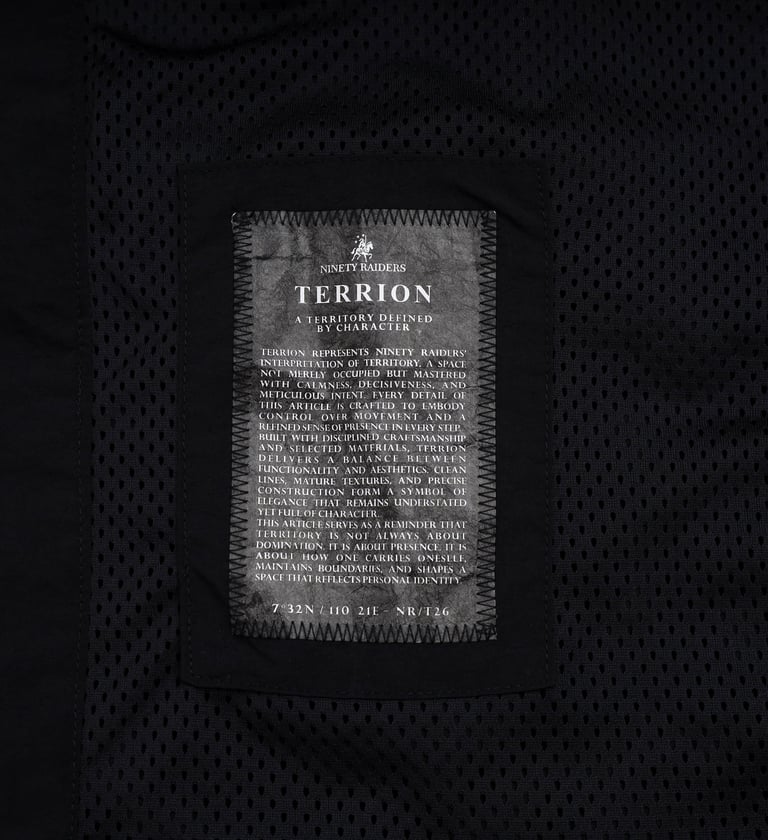 NINETY RAIDERS
TERRION
A TERRITORY DEFINED
BY CHARACTER
TERRION REPRESENTS NINETY RAIDERS'
INTERPRETATION OF TERRITORY, A SPACE
NOT MERELY OCCUPIED BUT MASTERED
WITH CALMNESS, DECISIVENESS, AND
METICULOUS INTENT. EVERY DETAIL OF
THIS ARTICLE IS CRAFTED TO EMBODY
CONTROL OVER MOVEMENT AND A
REFINED SENSE OF PRESENCE IN EVERY STEP.
BUILT WITH DISCIPLINED CRAFTSMANSHIP
AND SELECTED MATERIALS, TERRION
DELIVERS A BALANCE BETWEEN
FUNCTIONALITY AND AESTHETICS. CLEAN
LINES, MATURE TEXTURES, AND PRECISE
CONSTRUCTION FORM A SYMBOL OF
ELEGANCE THAT REMAINS UNDERSTATED
YET FULL OF CHARACTER.
THIS ARTICLE SERVES AS A REMINDER THAT
TERRITORY IS NOT ALWAYS ABOUT
DOMINATION. IT IS ABOUT PRESENCE. IT IS
ABOUT HOW ONE CARRIES ONESELF,
MAINTAINS BOUNDARIES, AND SHAPES A
SPACE THAT REFLECTS PERSONAL IDENTITY.
7°32N / 110 21E - NR/T26